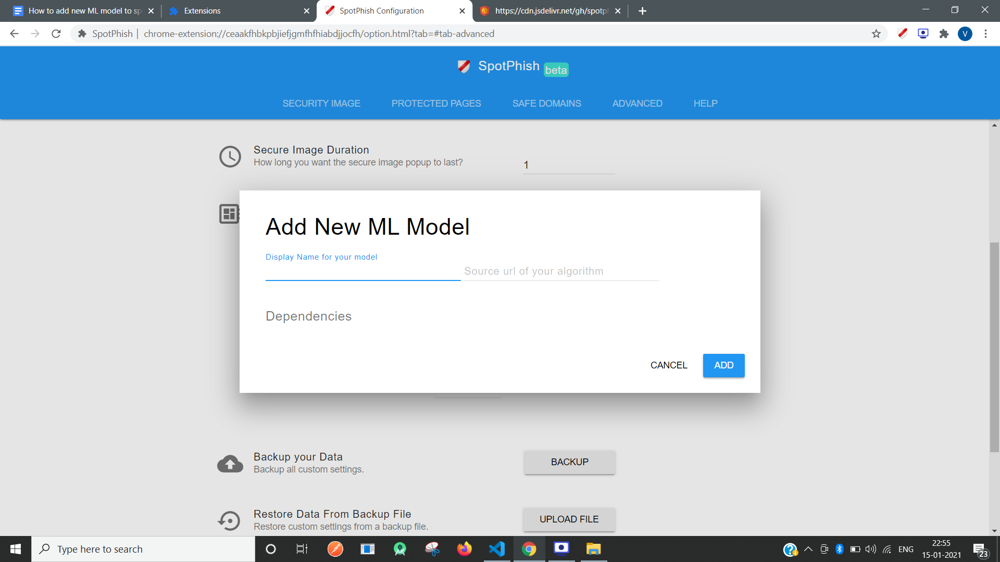 How to add new ML model to sp
Extensions
SpotPhish Configuration
https://cdn.jsdelivr.net/gh/spotph
SpotPhish
chrome-extension://ceaakfhbkpbjiefjgmfhfhiabdjjocfh/option.html?tab=#tab-advanced
V
SpotPhish beta
SECURITY IMAGE
PROTECTED PAGES
SAFE DOMAINS
ADVANCED
HELP
Secure Image Duration
How long you want the secure image popup to last?
1
Add New ML Model
Display Name for your model
Source url of your algorithm
Dependencies
CANCEL
ADD
Backup your Data
Backup all custom settings.
BACKUP
Restore Data From Backup File
Restore custom settings from a backup file.
UPLOAD FILE
Type here to search
ENG
22:55
15-01-2021
23